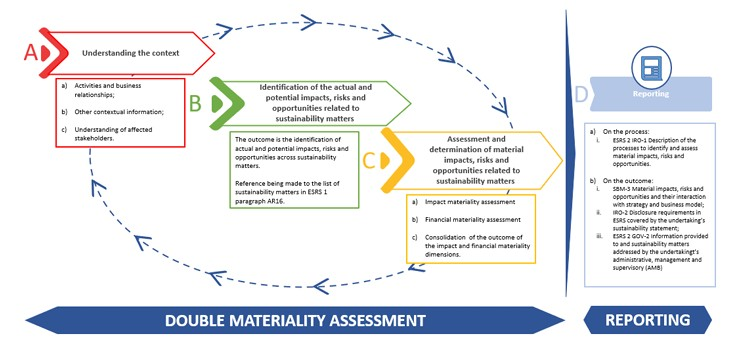 A
Understanding the context
a) Activities and business
relationships;
b) Other contextual information;
c) Understanding of affected
stakeholders.
B
Identification of the actual and
potential impacts, risks and
opportunities related to
sustainability matters
The outcome is the identification of
actual and potential impacts, risks and
opportunities across sustainability
matters.
Reference being made to the list of
sustainability matters in ESRS 1
paragraph AR16.
C
Assessment and
determination of material
impacts, risks and
opportunities related to
sustainability matters
a) Impact materiality assessment
b) Financial materiality assessment
c) Consolidation of the outcome of
the impact and financial materiality
dimensions.
D
Reporting
a) On the process:
i. ESRS 2 IRO-1 Description of the
processes to identify and assess
material impacts, risks and
opportunities.
b) On the outcome:
i. SBM-3 Material impacts, risks and
opportunities and their interaction
with strategy and business model;
ii. IRO-2 Disclosure requirements in
ESRS covered by the undertaking's
sustainability statement;
iii. ESRS 2 GOV-2 Information provided
to and sustainability matters
addressed by the undertakingt's
administrative, management and
supervisory (AMB)
DOUBLE MATERIALITY ASSESSMENT
REPORTING